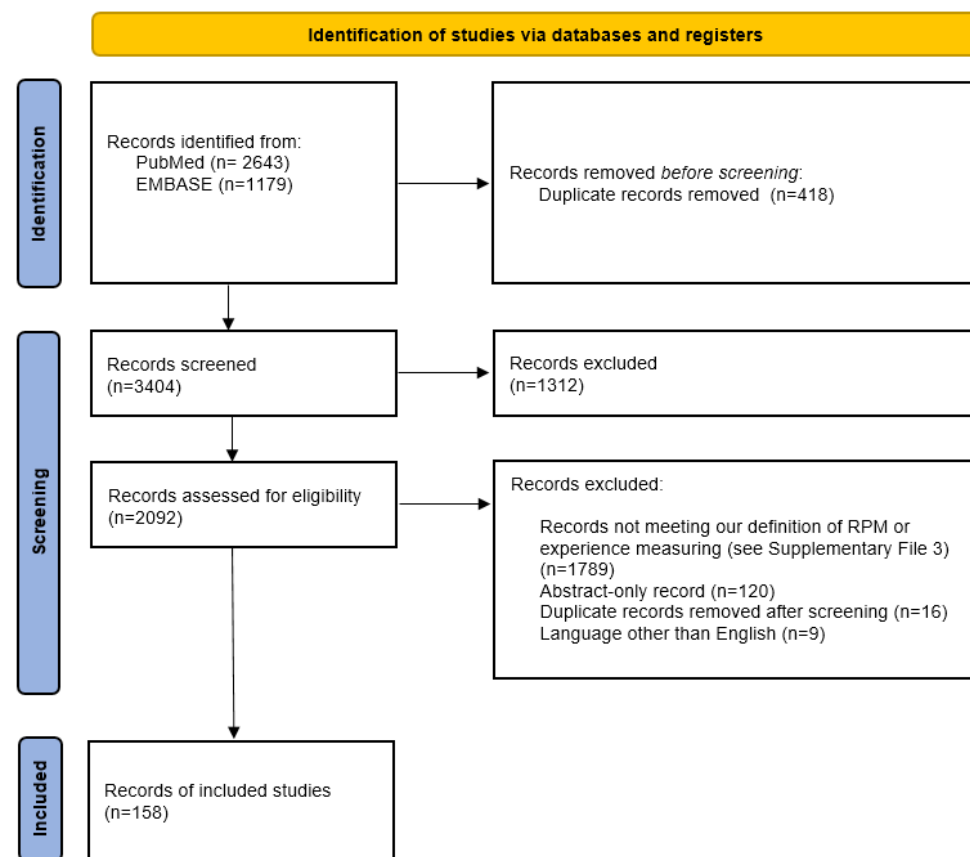 Identification of studies via databases and registers
Identification
Records identified from:
PubMed (n= 2643)
EMBASE (n=1179)
Records removed before screening:
Duplicate records removed (n=418)
Screening
Records screened
(n=3404)
Records excluded
(n=1312)
Records assessed for eligibility
(n=2092)
Records excluded:
Records not meeting our definition of RPM or
experience measuring (see Supplementary File 3)
(n=1789)
Abstract-only record (n=120)
Duplicate records removed after screening (n=16)
Language other than English (n=9)
Included
Records of included studies
(n=158)